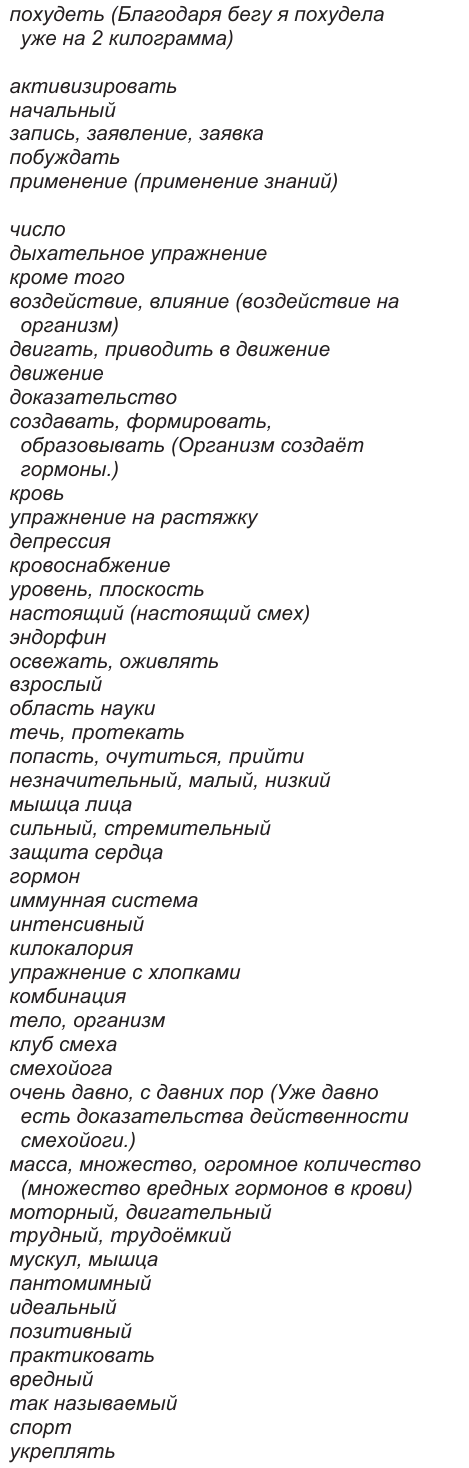 похудеть (Благодаря бегу я похудела
уже на 2 килограмма)
активизировать
начальный
запись, заявление, заявка
побуждать
применение (применение знаний)
число
дыхательное упражнение
кроме того
воздействие, влияние (воздействие на
организм)
двигать, приводить в движение
движение
доказательство
создавать, формировать,
образовывать (Организм создаёт
гормоны.)
кровь
упражнение на растяжку
депрессия
кровоснабжение
уровень, плоскость
настоящий (настоящий смех)
эндорфин
освежать, оживлять
взрослый
область науки
течь, протекать
попасть, очутиться, прийти
незначительный, малый, низкий
мышца лица
сильный, стремительный
защита сердца
гормон
иммунная система
интенсивный
килокалория
упражнение с хлопками
комбинация
тело, организм
клуб смеха
смехойога
очень давно, с давних пор (Уже давно
есть доказательства действенности
смехойоги.)
масса, множество, огромное количество
(множество вредных гормонов в крови)
моторный, двигательный
трудный, трудоёмкий
мускул, мышца
пантомимный
идеальный
позитивный
практиковать
вредный
так называемый
спорт
укреплять